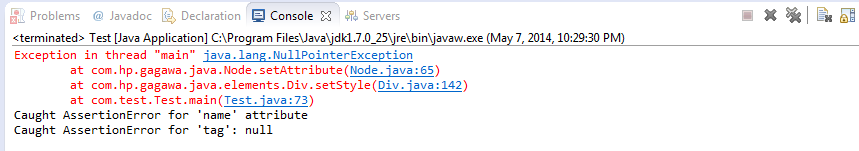 Problems @ Javadoc Declaration Console Servers
<terminated> Test [Java Application] C:\Program Files\Java\jdk1.7.0_25\jre\bin\javaw.exe (May 7, 2014, 10:29:30 PM)
Exception in thread "main" java.lang.NullPointerException
at com.hp.gagawa.java.Node.setAttribute(Node.java:65)
at com.hp.gagawa.java.elements.Div.setStyle(Div.java:142)
at com.test.Test.main(Test.java:73)
Caught AssertionError for 'name' attribute
Caught AssertionError for 'tag': null